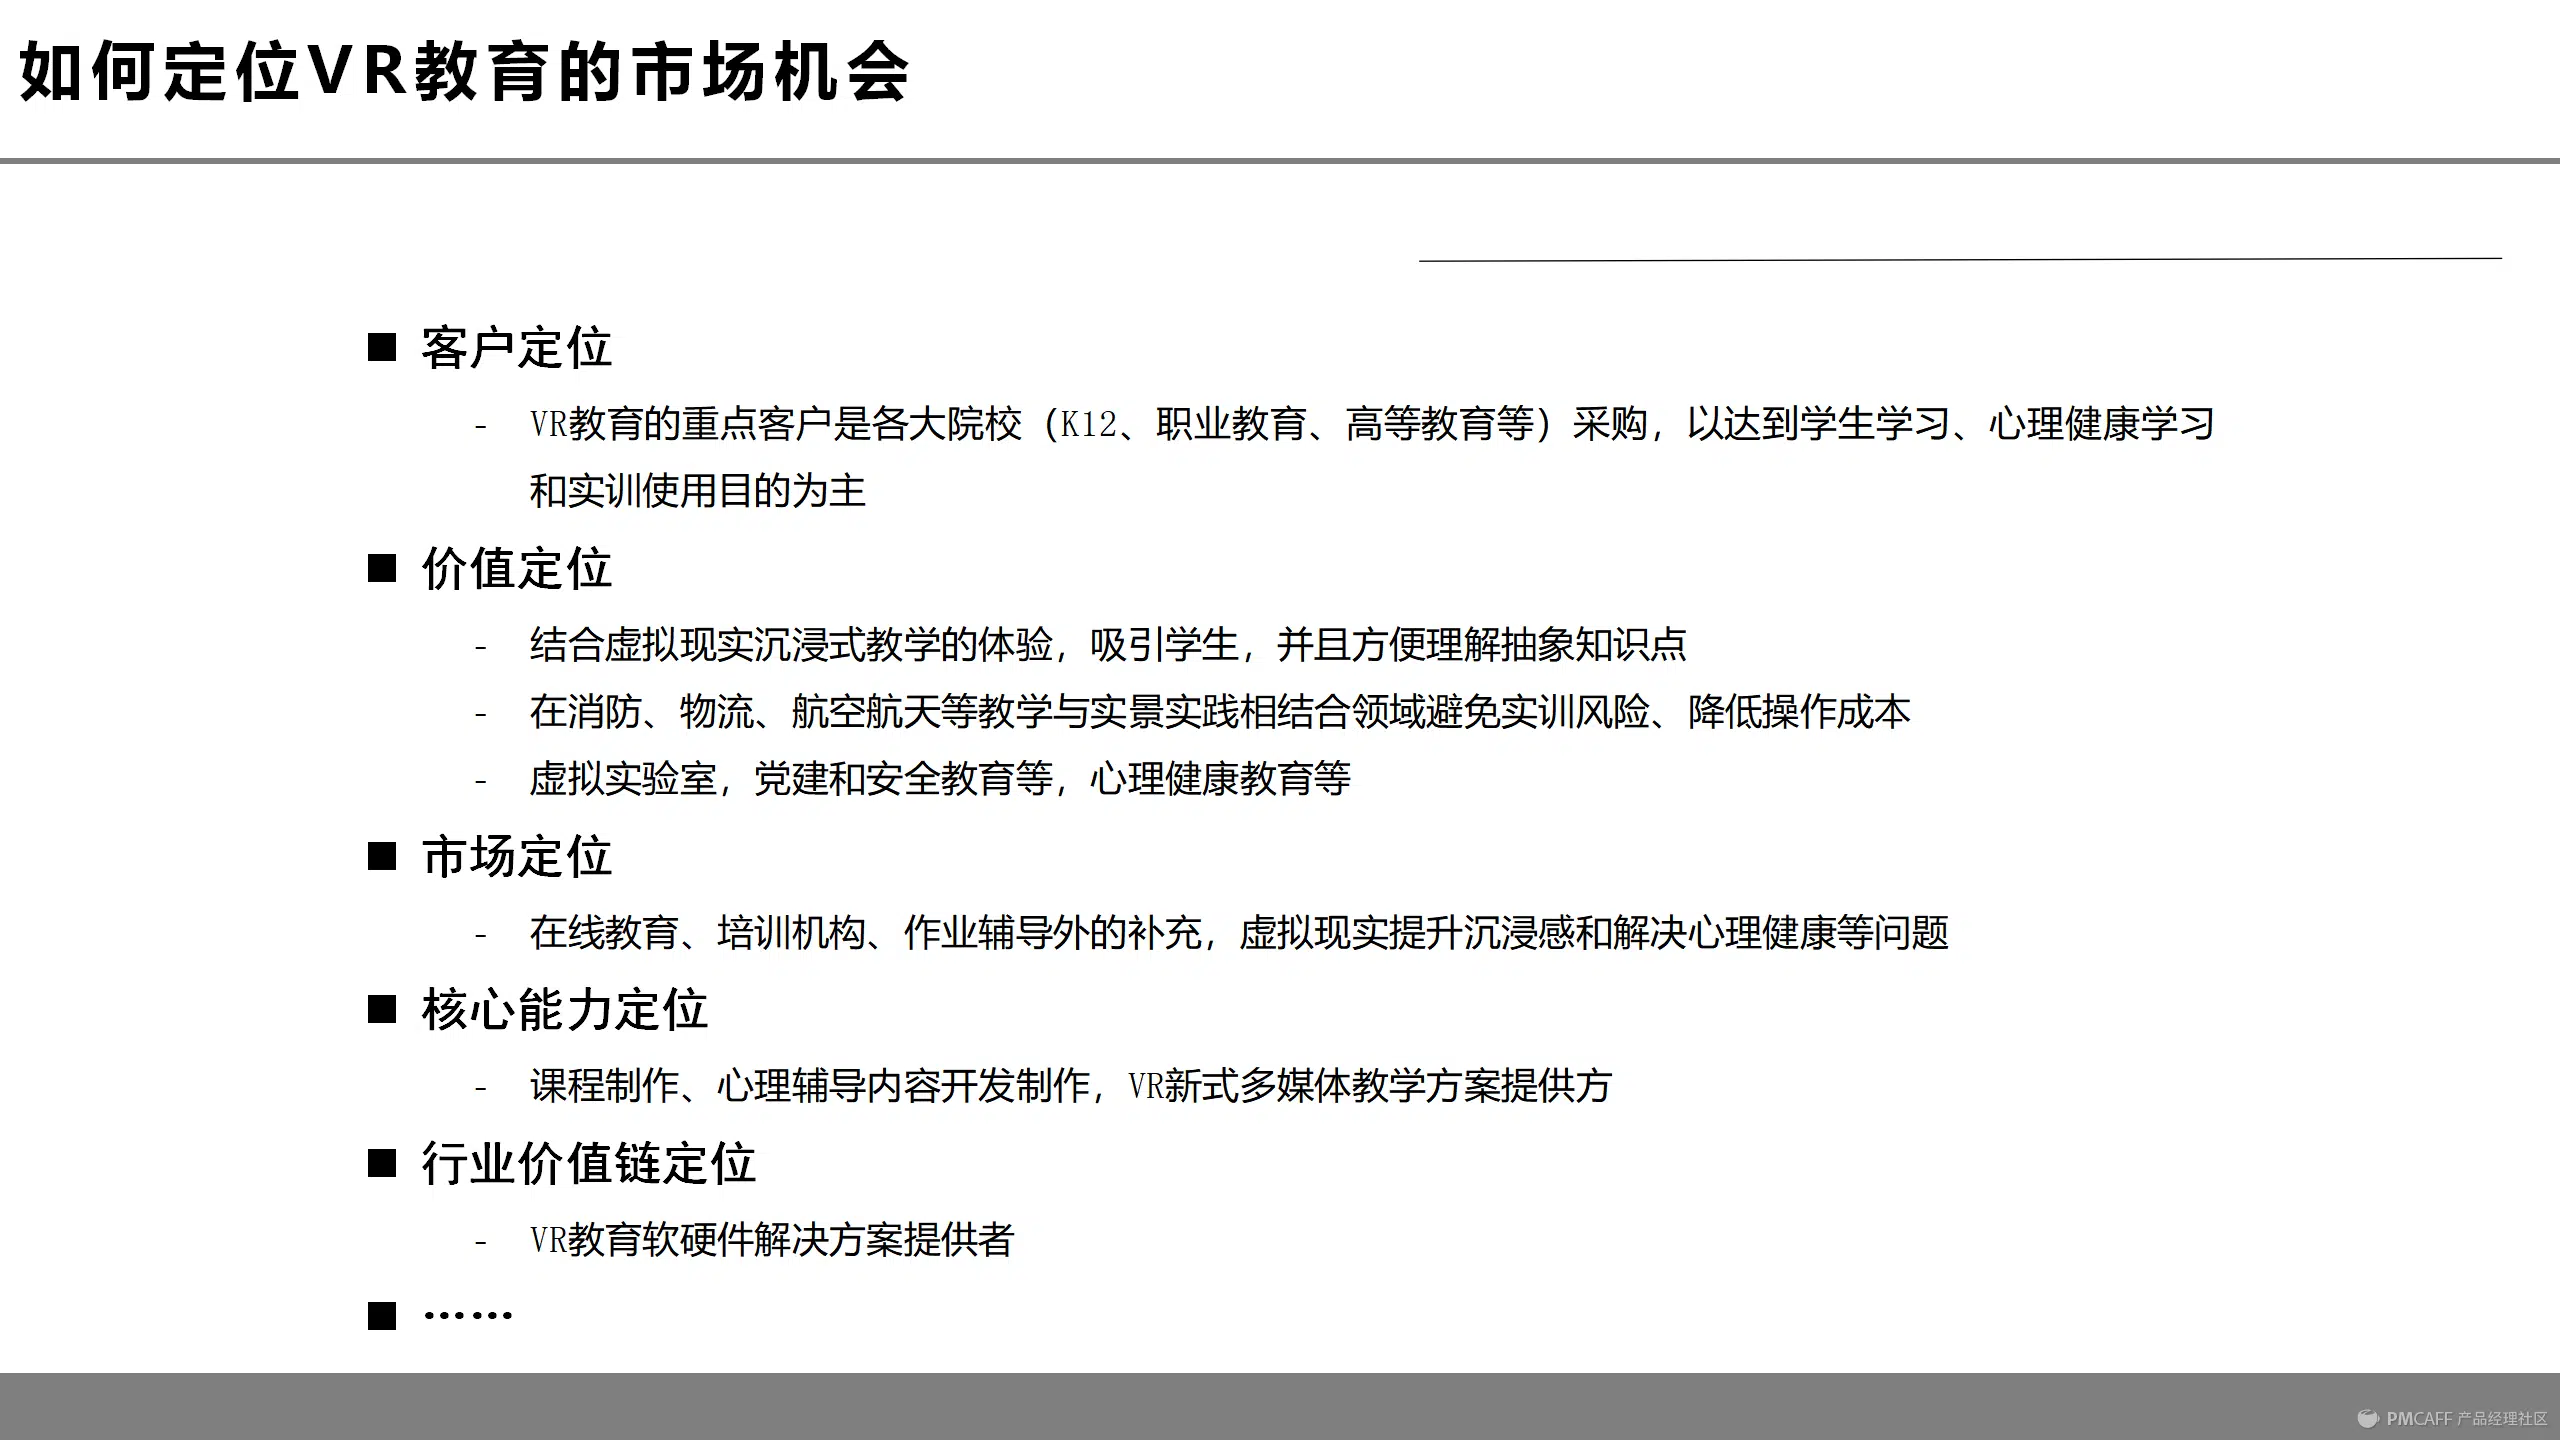 如何定位VR教育的市场机会
■ 客户定位
- VR教育的重点客户是各大院校（K12、职业教育、高等教育等）采购，以达到学生学习、心理健康学习
和实训使用目的为主
■ 价值定位
- 结合虚拟现实沉浸式教学的体验，吸引学生，并且方便理解抽象知识点
- 在消防、物流、航空航天等教学与实景实践相结合领域避免实训风险、降低操作成本
- 虚拟实验室，党建和安全教育等，心理健康教育等
■ 市场定位
- 在线教育、培训机构、作业辅导外的补充，虚拟现实提升沉浸感和解决心理健康等问题
■ 核心能力定位
- 课程制作、心理辅导内容开发制作，VR新式多媒体教学方案提供方
■ 行业价值链定位
- VR教育软硬件解决方案提供者
■ ……
PMCAFF 产品经理社区